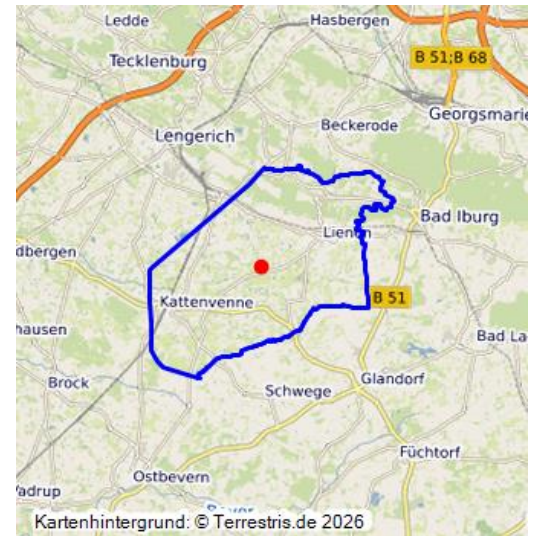 Ledde
Hasbergen
Tecklenburg
B 51;B 68
Georgsmarie
Lengerich
Beckerode
Bad Iburg
Lienen
dbergen
B 51
Kattenvenne
hausen
Bad La
Brock
Glandorf
Schwege
Füchtorf
Ostbevern
Vadrup
Kartenhintergrund: © Terrestris.de 2026